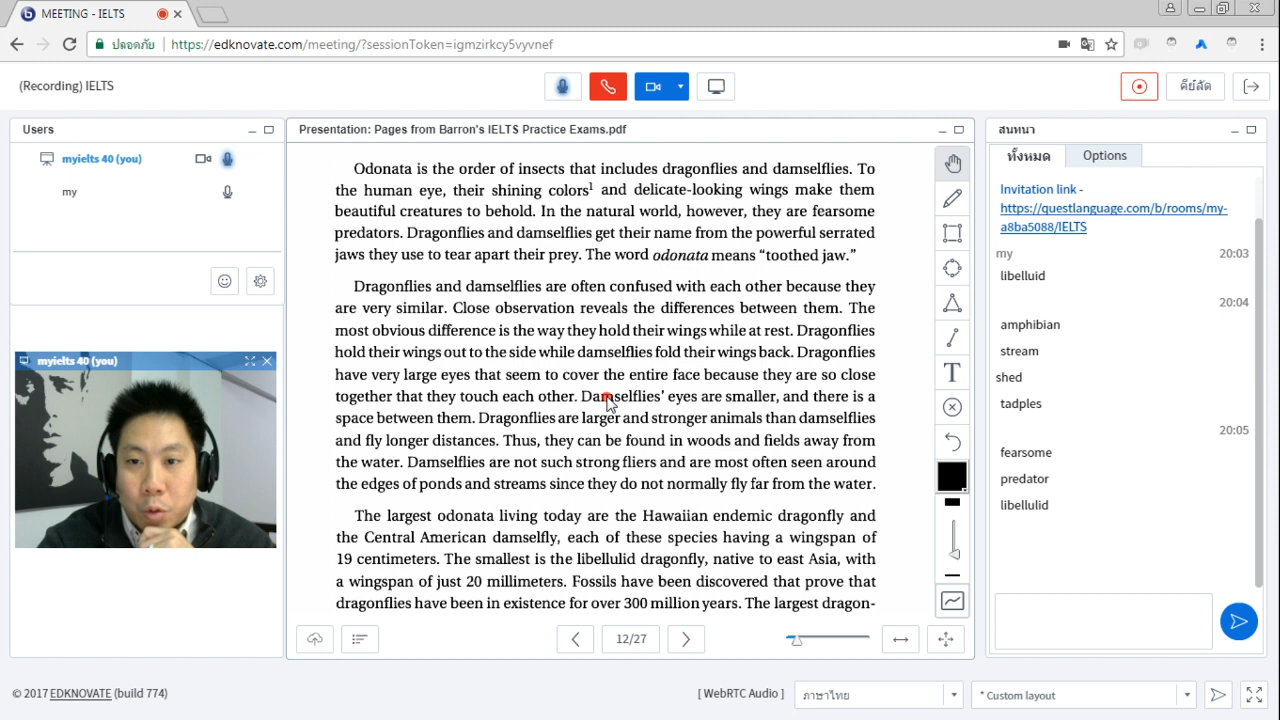 MEETING - IELTS
ปลอดภัย
https://edknovate.com/meeting/?sessionToken=igmzirkcy5vyvnef
(Recording) IELTS
คีย์ลัด
Users
myielts 40 (you)
my
myielts 40 (you)
Presentation: Pages from Barron's IELTS Practice Exams.pdf
Odonata is the order of insects that includes dragonflies and damselflies. To
the human eye, their shining colors1 and delicate-looking wings make them
beautiful creatures to behold. In the natural world, however, they are fearsome
predators. Dragonflies and damselflies get their name from the powerful serrated
jaws they use to tear apart their prey. The word odonata means “toothed jaw.”
Dragonflies and damselflies are often confused with each other because they
are very similar. Close observation reveals the differences between them. The
most obvious difference is the way they hold their wings while at rest. Dragonflies
hold their wings out to the side while damselflies fold their wings back. Dragonflies
have very large eyes that seem to cover the entire face because they are so close
together that they touch each other. Damselflies’ eyes are smaller, and there is a
space between them. Dragonflies are larger and stronger animals than damselflies
and fly longer distances. Thus, they can be found in woods and fields away from
the water. Damselflies are not such strong fliers and are most often seen around
the edges of ponds and streams since they do not normally fly far from the water.
The largest odonata living today are the Hawaiian endemic dragonfly and
the Central American damselfly, each of these species having a wingspan of
19 centimeters. The smallest is the libellulid dragonfly, native to east Asia, with
a wingspan of just 20 millimeters. Fossils have been discovered that prove that
dragonflies have been in existence for over 300 million years. The largest dragon-
T
12/27
สนทนา
ทั้งหมด
Options
Invitation link -
https://questlanguage.com/b/rooms/my-
a8ba5088/IELTS
my 20:03
libelluid
20:04
amphibian
stream
shed
tadples
20:05
fearsome
predator
libellulid
© 2017 EDKNOVATE (build 774)
[ WebRTC Audio ]
ภาษาไทย
* Custom layout